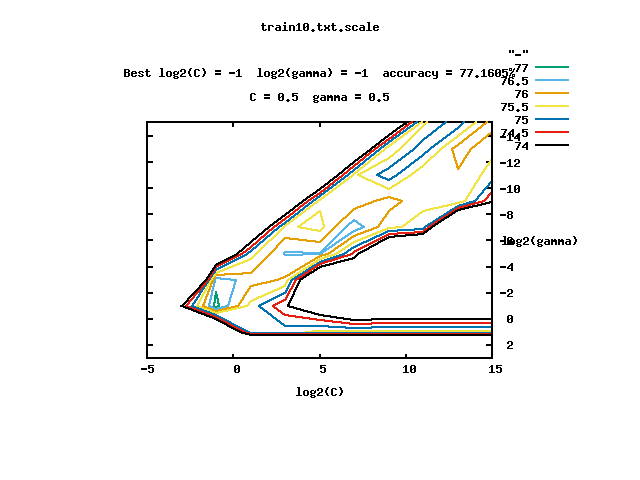 train10.txt.scale
"-"
Best log2(C) = -1  log2(gamma) = -1  accuracy = 77.1605%
77
76.5
C = 0.5  gamma = 0.5
76
75.5
75
74.5
74
-14
-12
-10
-8
-6
log2(gamma)
-4
-2
0
2
-5 0 5 10 15
log2(C)